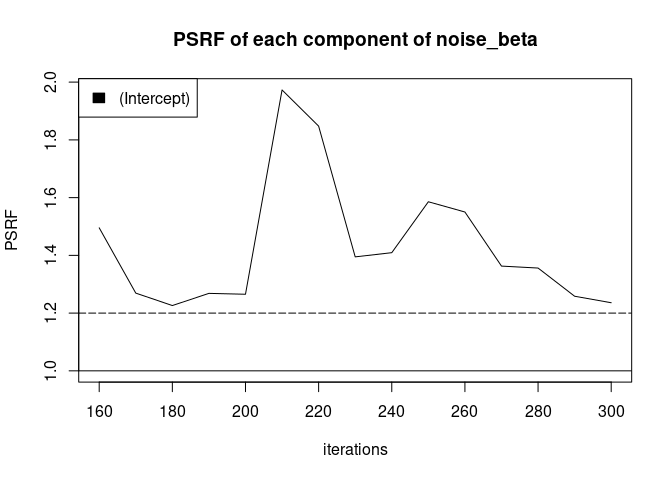 PSRF of each component of noise_beta
(Intercept)
2.0
1.8
1.6
1.4
1.2
1.0
PSRF
160 180 200 220 240 260 280 300
iterations